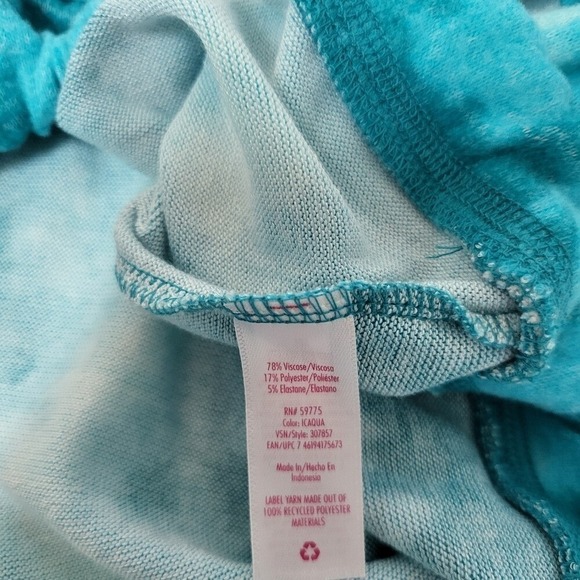 78% Viscose/Viscosa
17% Polyester/Poliéster
5% Elastane/Elastano
RN# 59775
Color: ICAQUA
VSN/Style: 307857
EAN/UPC 7 46194175673
Made In/Hecho En
Indonesia
LABEL YARN MADE OUT OF
100% RECYCLED POLYESTER
MATERIALS